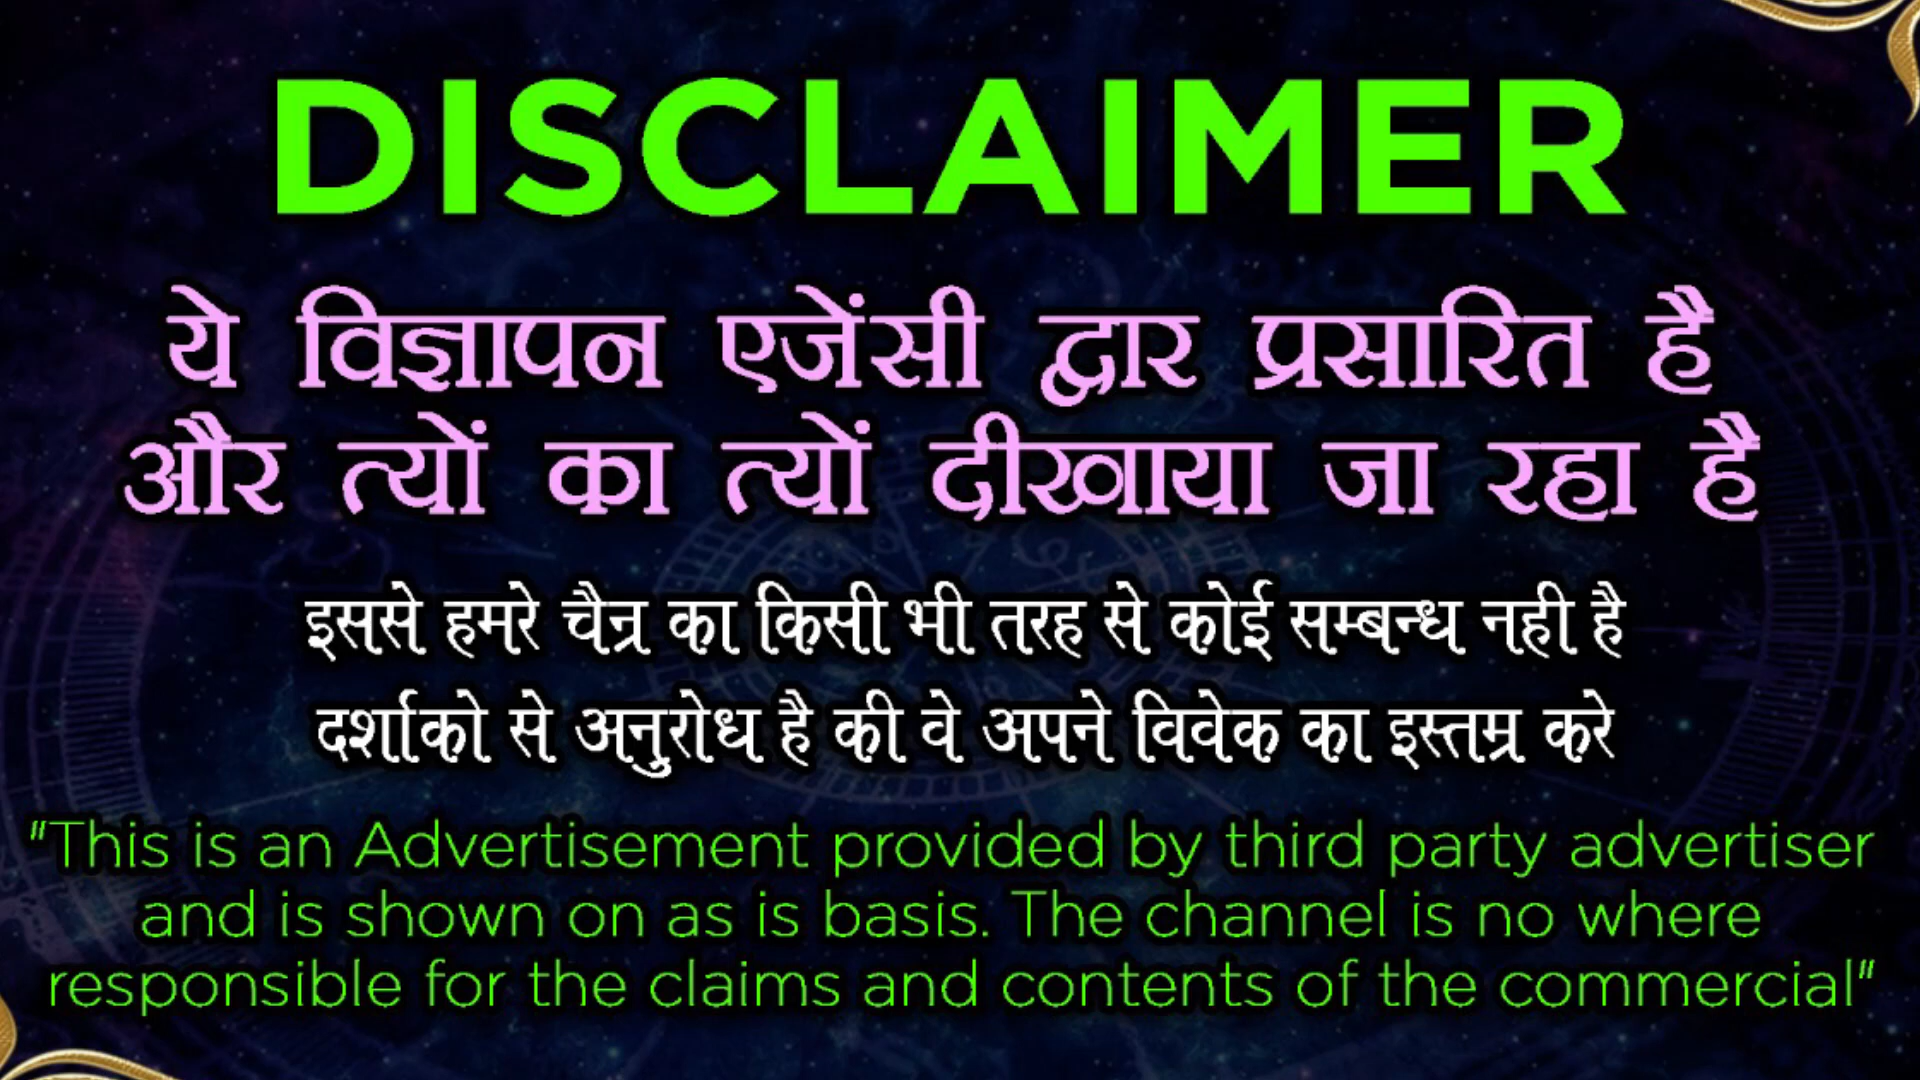 DISCLAIMER
ये विज्ञापन एजेंसी द्वार प्रसारित है
और त्यों का त्यों दीखाया जा रहा है
इससे हमरे चैन्र का किसी भी तरह से कोई सम्बन्ध नही है
दर्शाको से अनुरोध है की वे अपने विवेक का इस्तम्र करे
"This is an Advertisement provided by third party advertiser
and is shown on as is basis. The channel is no where
responsible for the claims and contents of the commercial"